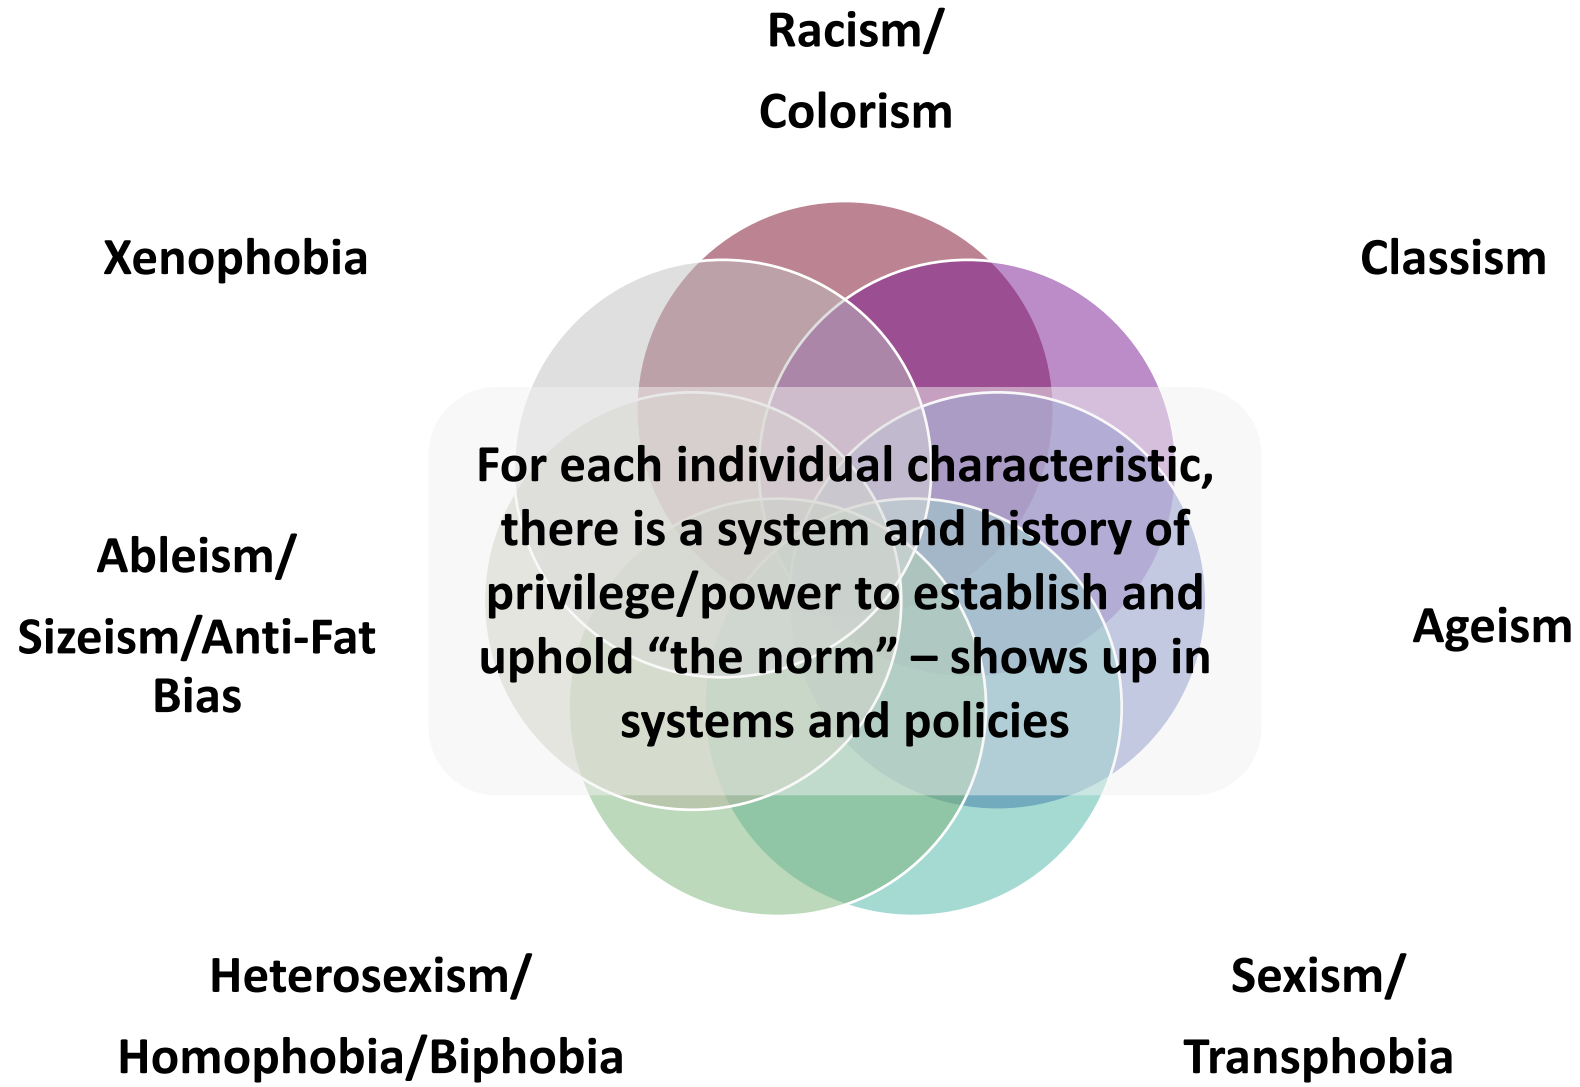 Racism/
Colorism
Xenophobia
Classism
For each individual characteristic,
there is a system and history of
privilege/power to establish and
uphold “the norm” – shows up in
systems and policies
Ableism/
Sizeism/Anti-Fat
Bias
Ageism
Heterosexism/
Homophobia/Biphobia
Sexism/
Transphobia